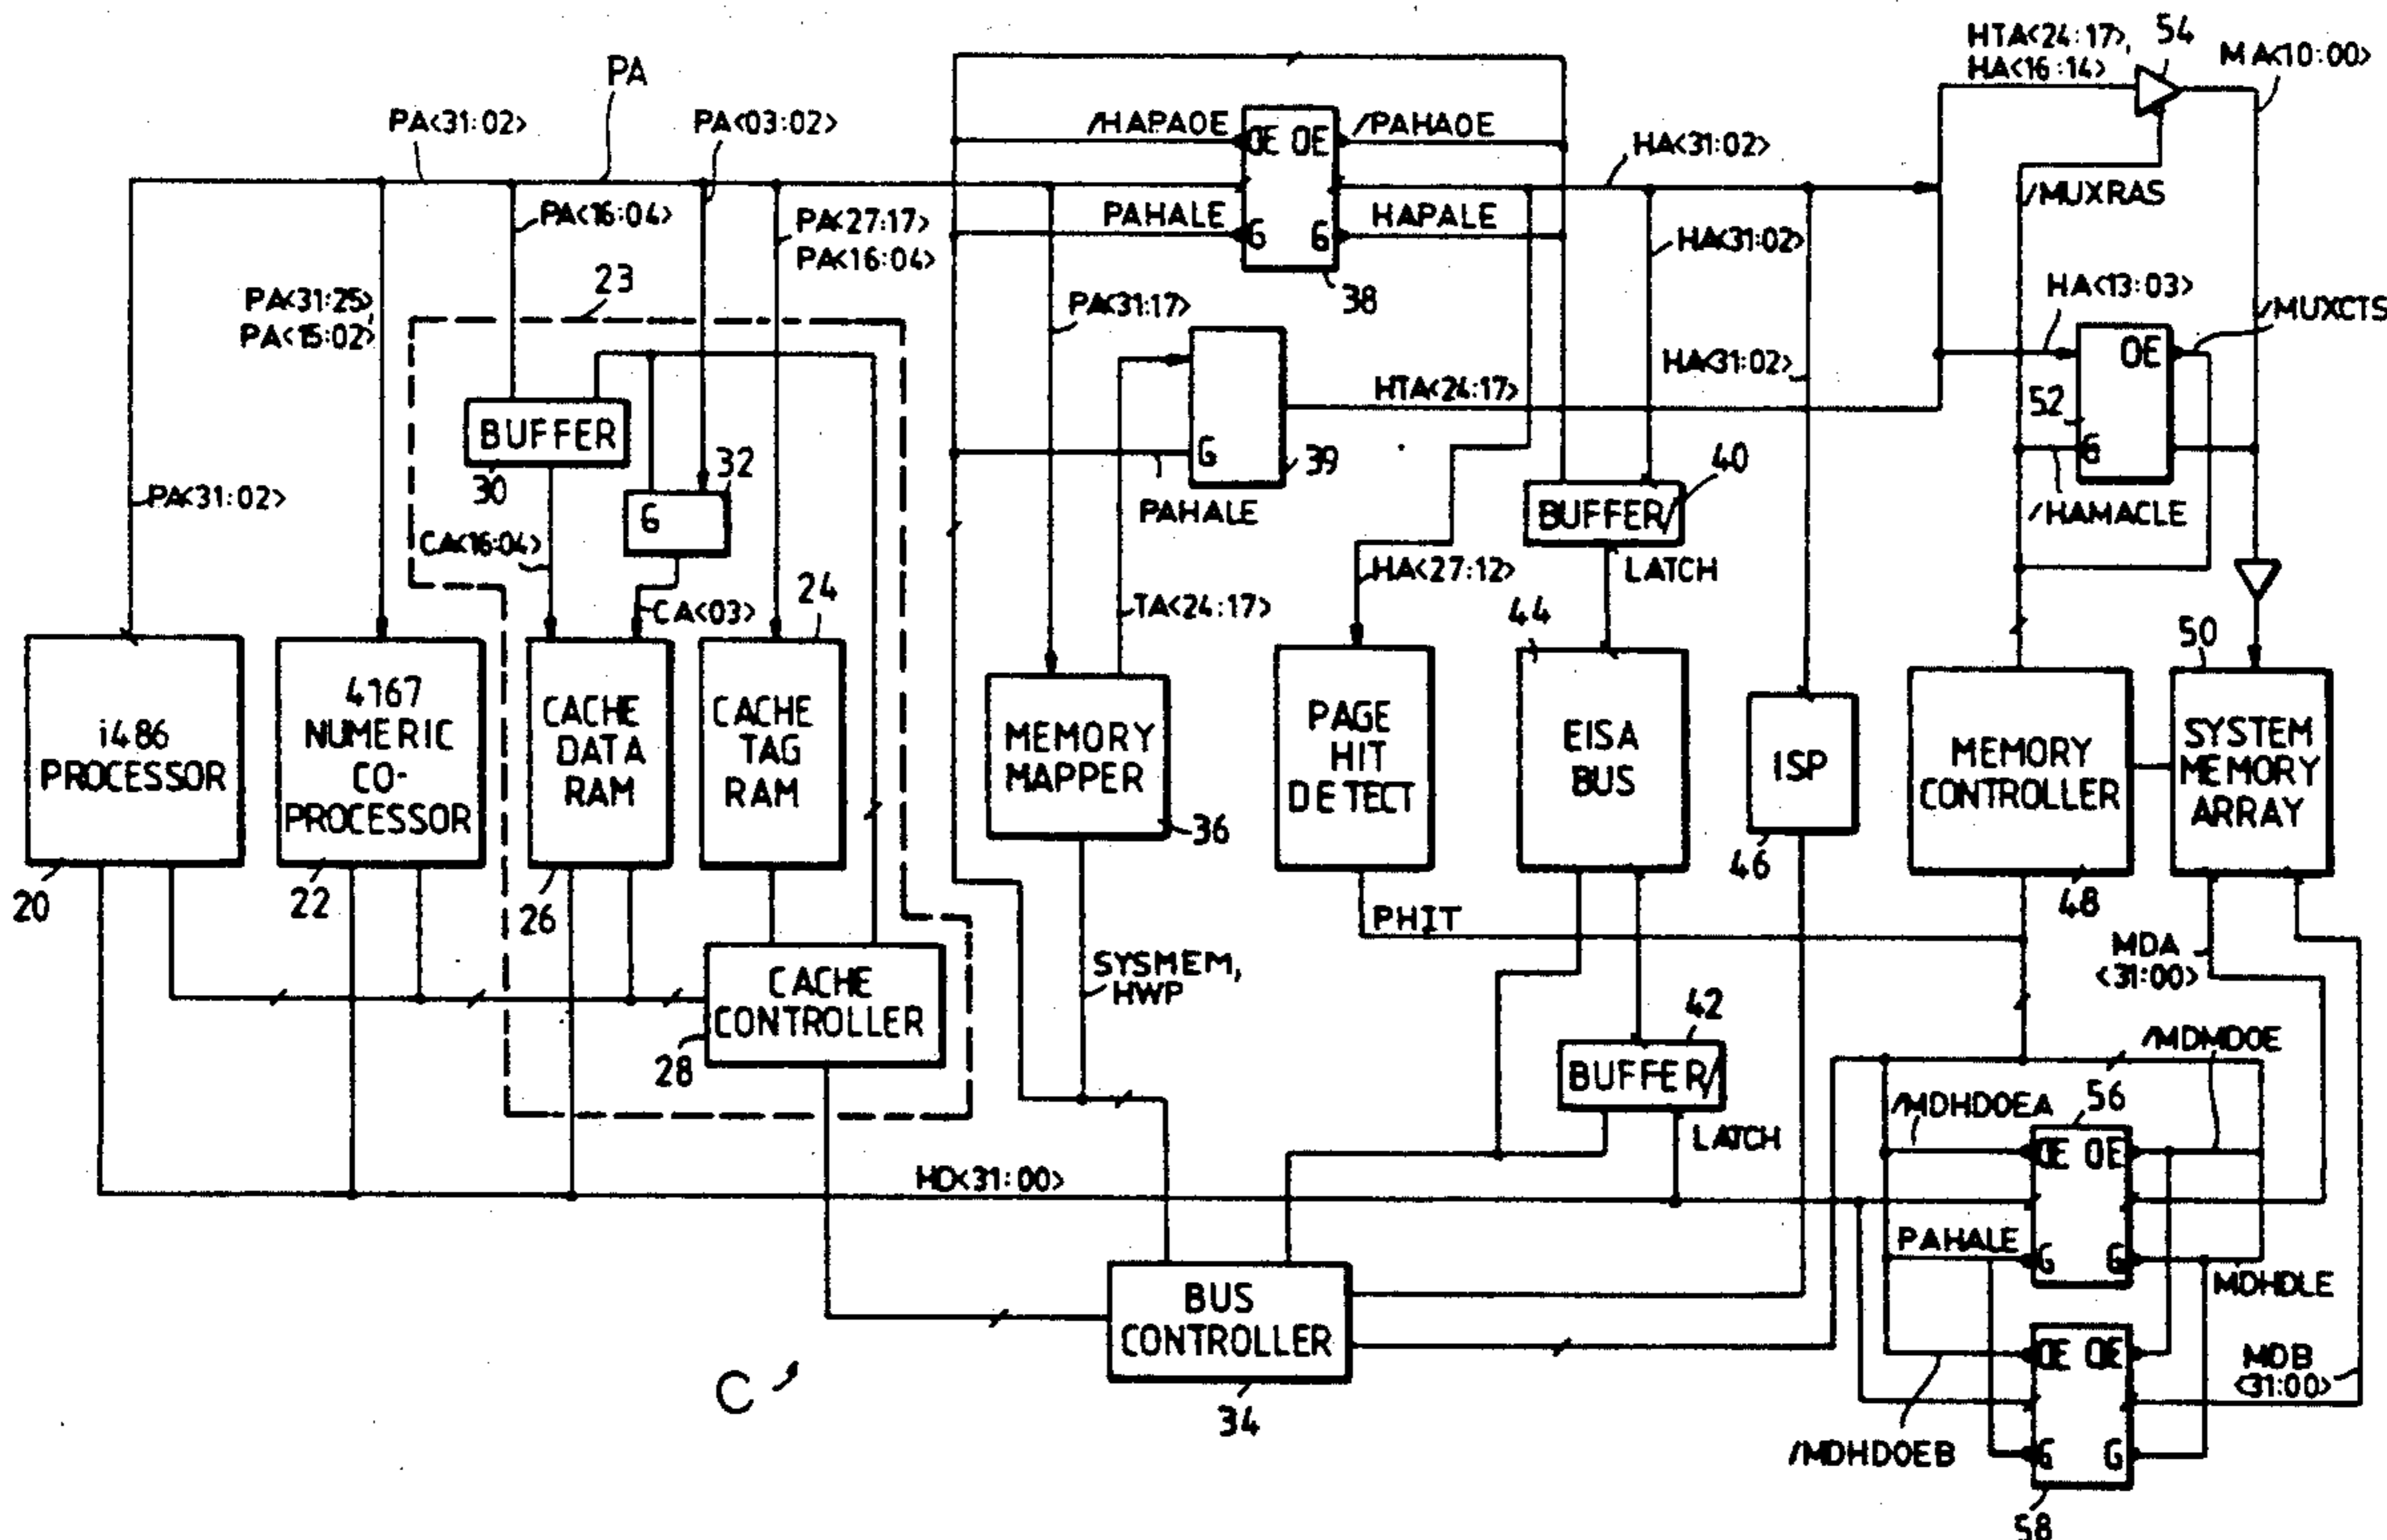 HTA<24:17>,
HA<16:14>
54
MA<10:00>
PA
PA<31:02>
PA<03:02>
/HAPAOE
OE OE
/PAHAOE
HA<31:02>
/MUXRAS
PA<16:04>
PA<27:17>
PA<16:04>
PAHALE
G G
HAPALE
HA<31:02>
38
23
PA<31:25>,
PA<15:02>
PA<31:17>
HA<13:03>
/MUXCTS
OE
HA<31:02>
HTA<24:17>
52
G
BUFFER
30
32
G
G
39
40
PAHALE
BUFFER/
LATCH
/HAMACLE
PA<31:02>
CA<16:04>
CA<03>
24
TA<24:17>
HA<27:12>
44
50
i486
PROCESSOR
20
4167
NUMERIC
CO-
PROCESSOR
22
CACHE
DATA
RAM
26
CACHE
TAG
RAM
MEMORY
MAPPER
36
PAGE
HIT
DETECT
EISA
BUS
ISP
46
MEMORY
CONTROLLER
48
SYSTEM
MEMORY
ARRAY
PHIT
MDA
<31:00>
SYSMEM,
HWP
CACHE
CONTROLLER
28
42
BUFFER/
LATCH
/MDMDOE
/MDHDOEA
56
OE OE
HD<31:00>
PAHALE
G G
MDHDLE
BUS
CONTROLLER
34
C
OE OE
MDB
<31:00>
/MDHDOEB
G G
58